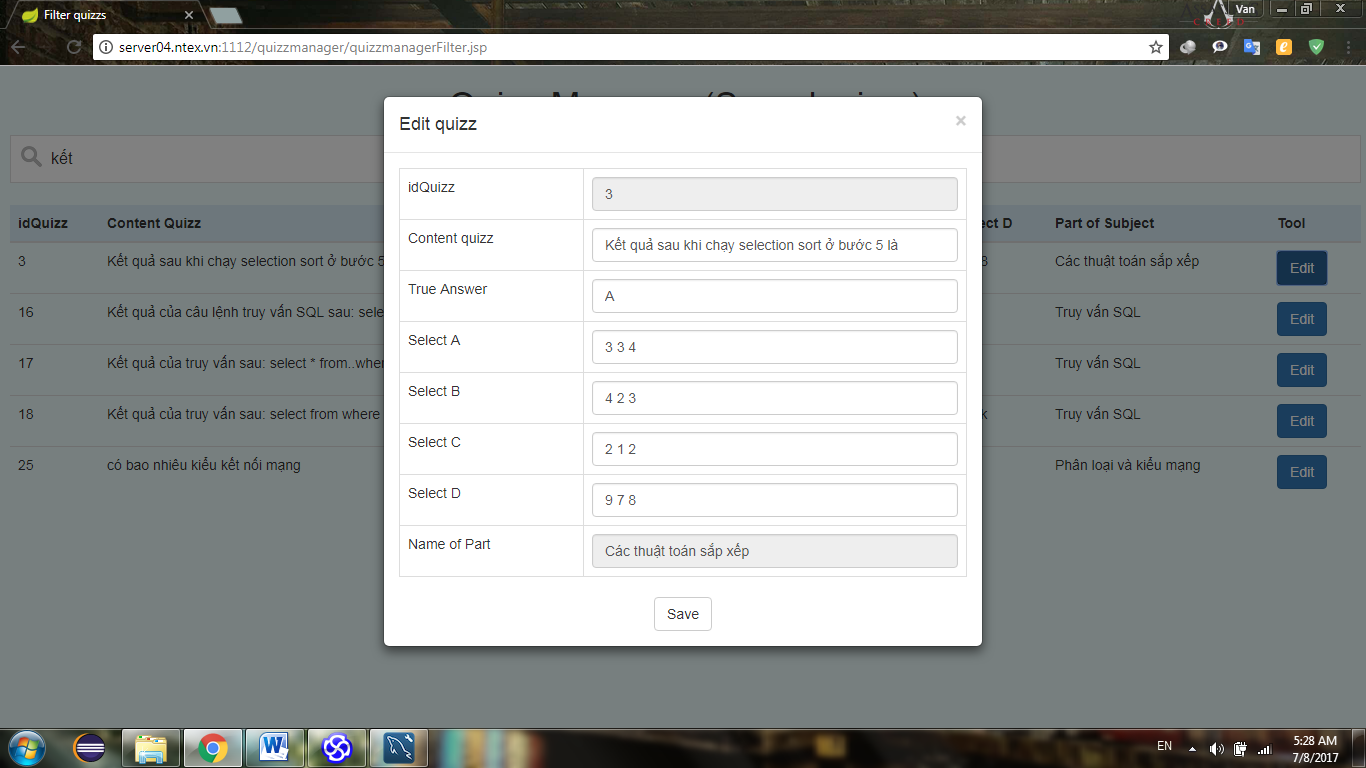 Filter quizzs
Van
server04.ntex.vn:1112/quizzmanager/quizzmanagerFilter.jsp
Edit quizz ×
kết
idQuizz Content Quizz ct D Part of Subject Tool
3 Kết quả sau khi chạy selection sort ở bước 5 8 Các thuật toán sắp xếp Edit
16 Kết quả của câu lệnh truy vấn SQL sau: sele Truy vấn SQL Edit
17 Kết quả của truy vấn sau: select * from..wher Truy vấn SQL Edit
18 Kết quả của truy vấn sau: select from where k Truy vấn SQL Edit
25 có bao nhiêu kiểu kết nối mạng Phân loại và kiểu mạng Edit
idQuizz 3
Content quizz Kết quả sau khi chạy selection sort ở bước 5 là
True Answer A
Select A 3 3 4
Select B 4 2 3
Select C 2 1 2
Select D 9 7 8
Name of Part Các thuật toán sắp xếp
Save
EN
5:28 AM
7/8/2017